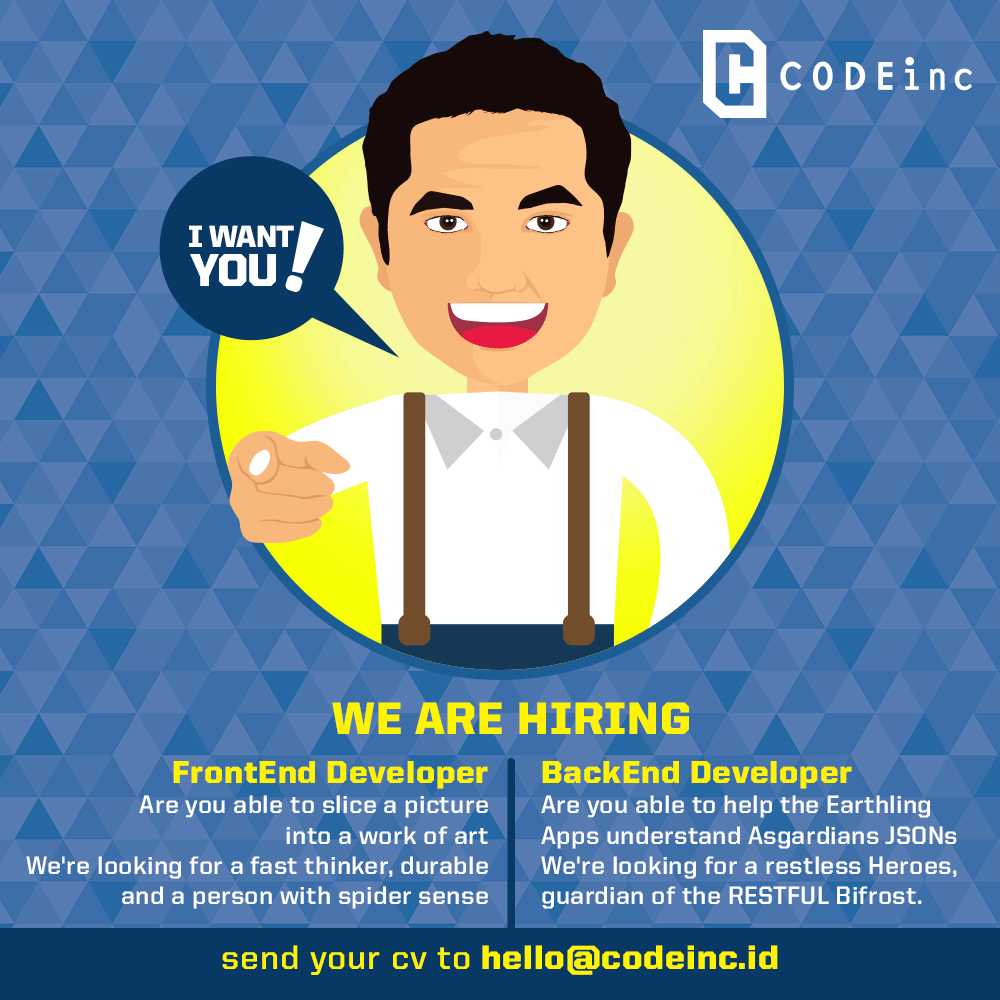 CODEinc
I WANT
YOU!
WE ARE HIRING
FrontEnd Developer
Are you able to slice a picture
into a work of art
We're looking for a fast thinker, durable
and a person with spider sense
BackEnd Developer
Are you able to help the Earthling
Apps understand Asgardians JSONs
We're looking for a restless Heroes,
guardian of the RESTFUL Bifrost.
send your cv to hello@codeinc.id